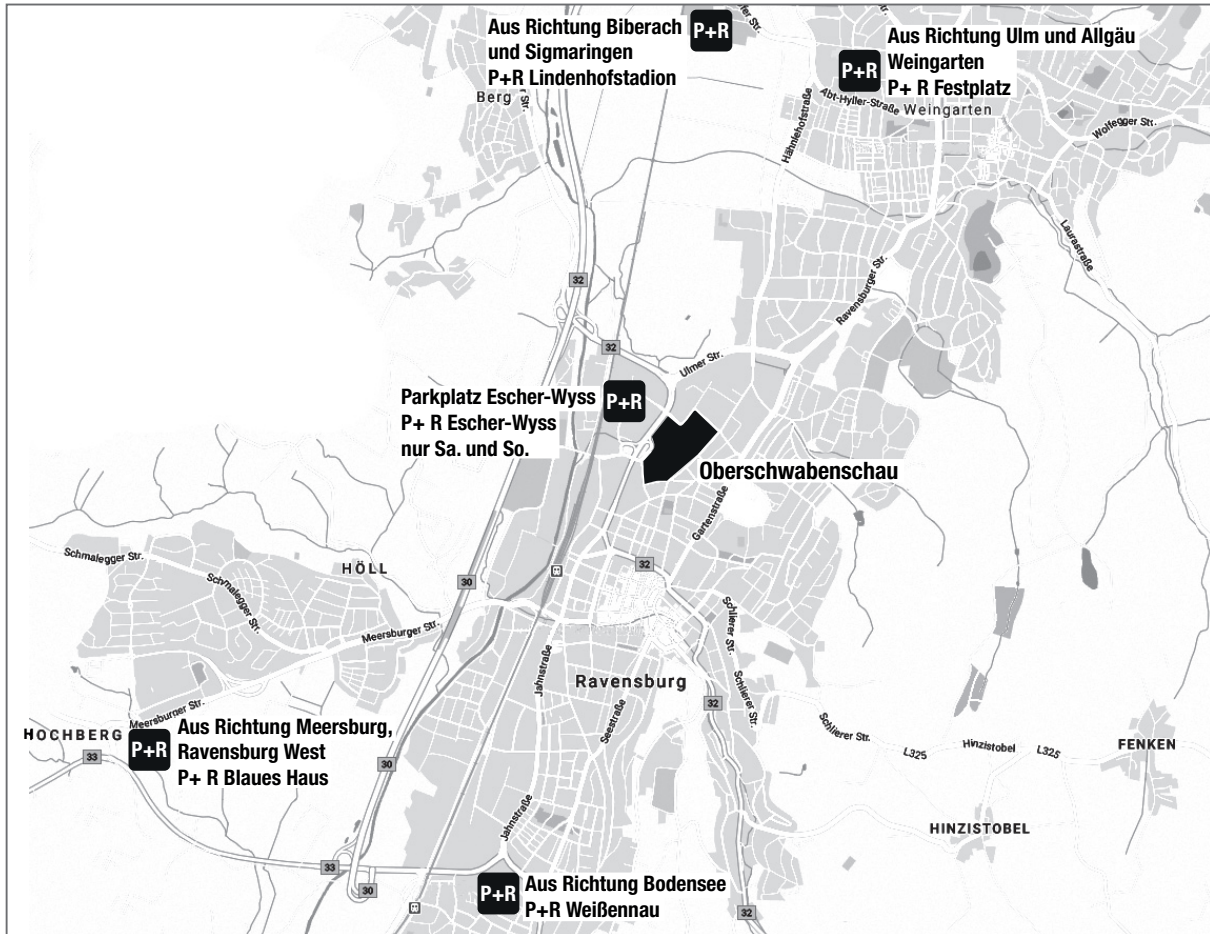 Aus Richtung Biberach
und Sigmaringen
P+R Lindenhofstadion
P+R
Aus Richtung Ulm und Allgäu
Weingarten
P+ R Festplatz
P+R
Berg
Abt-Hyller-Straße
Weingarten
Wolfegger Str.
Hähnlehofstraße
Laurastraße
Ravensburger Str.
32
32
Ulmer Str.
Parkplatz Escher-Wyss
P+ R Escher-Wyss
nur Sa. und So.
P+R
Oberschwabenschau
Gartenstraße
Schmalegger Str.
HÖLL
Schmalegger Str.
30
32
Meersburger Str.
Schlierer Str.
Jahnstraße
Ravensburg
Schlierer Str.
Seestraße
32
Meersburger Str.
Schlierer Str.
L325
Hinzistobel
L325
FENKEN
HOCHBERG
33
P+R
Aus Richtung Meersburg,
Ravensburg West
P+ R Blaues Haus
30
Jahnstraße
HINZISTOBEL
33
30
P+R
Aus Richtung Bodensee
P+R Weißennau
32